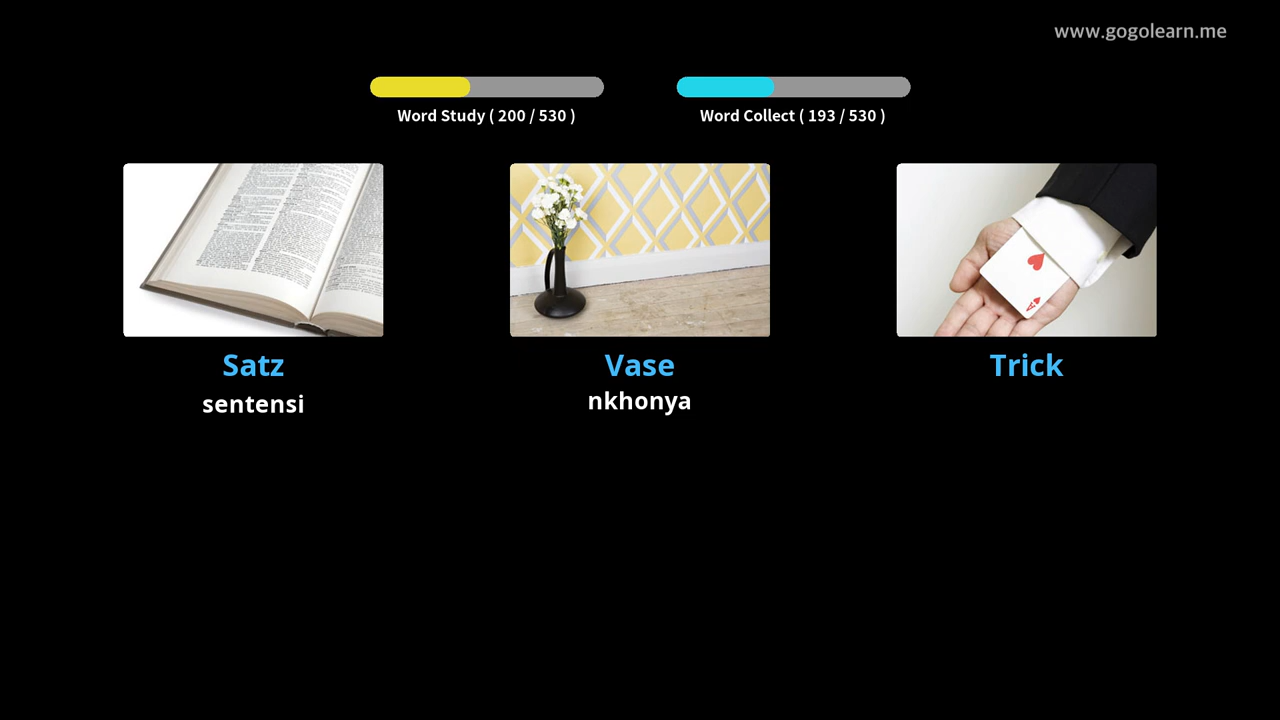 www.gogolearn.me
Word Study ( 200 / 530 )
Word Collect ( 193 / 530 )
Satz
sentensi
Vase
nkhonya
Trick